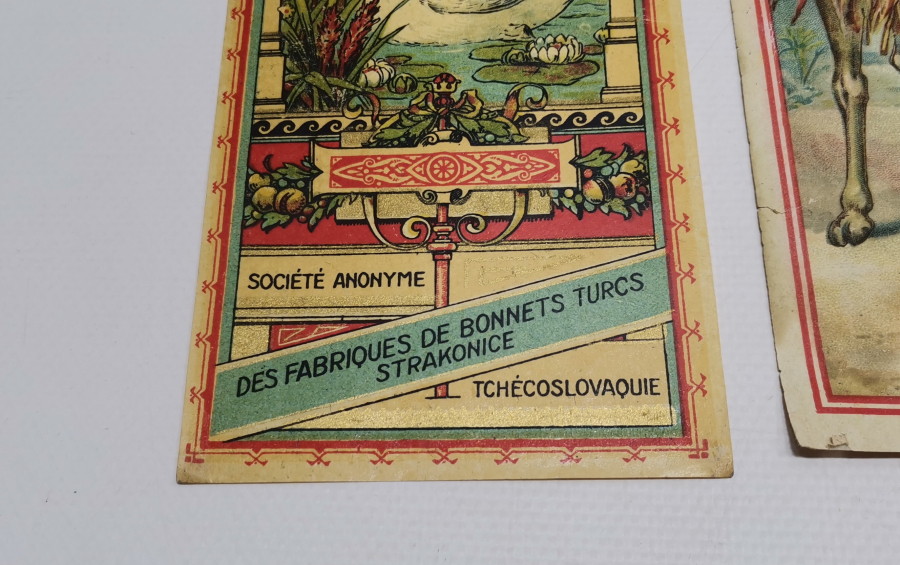 SOCIÉTÉ ANONYME
DES FABRIQUES DE BONNETS TURCS
STRAKONICE
TCHÉCOSLOVAQUIE